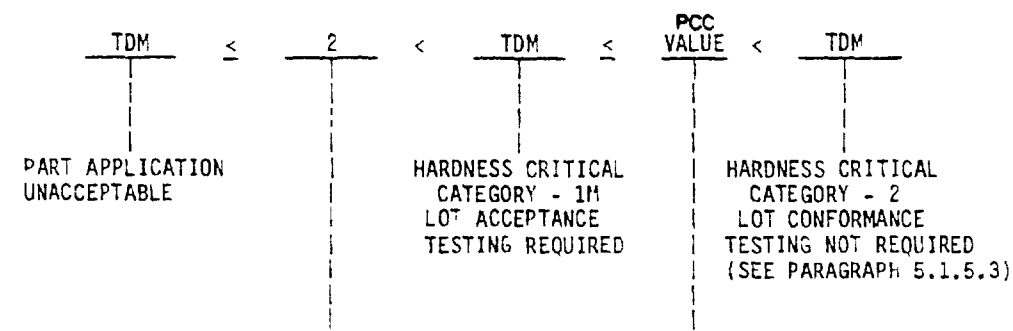 PCC
TDM ≤ 2 < TDM ≤ VALUE < TDM
PART APPLICATION HARDNESS CRITICAL HARDNESS CRITICAL
UNACCEPTABLE CATEGORY - 1M CATEGORY - 2
LOT ACCEPTANCE LOT CONFORMANCE
TESTING REQUIRED TESTING NOT REQUIRED
(SEE PARAGRAPH 5.1.5.3)